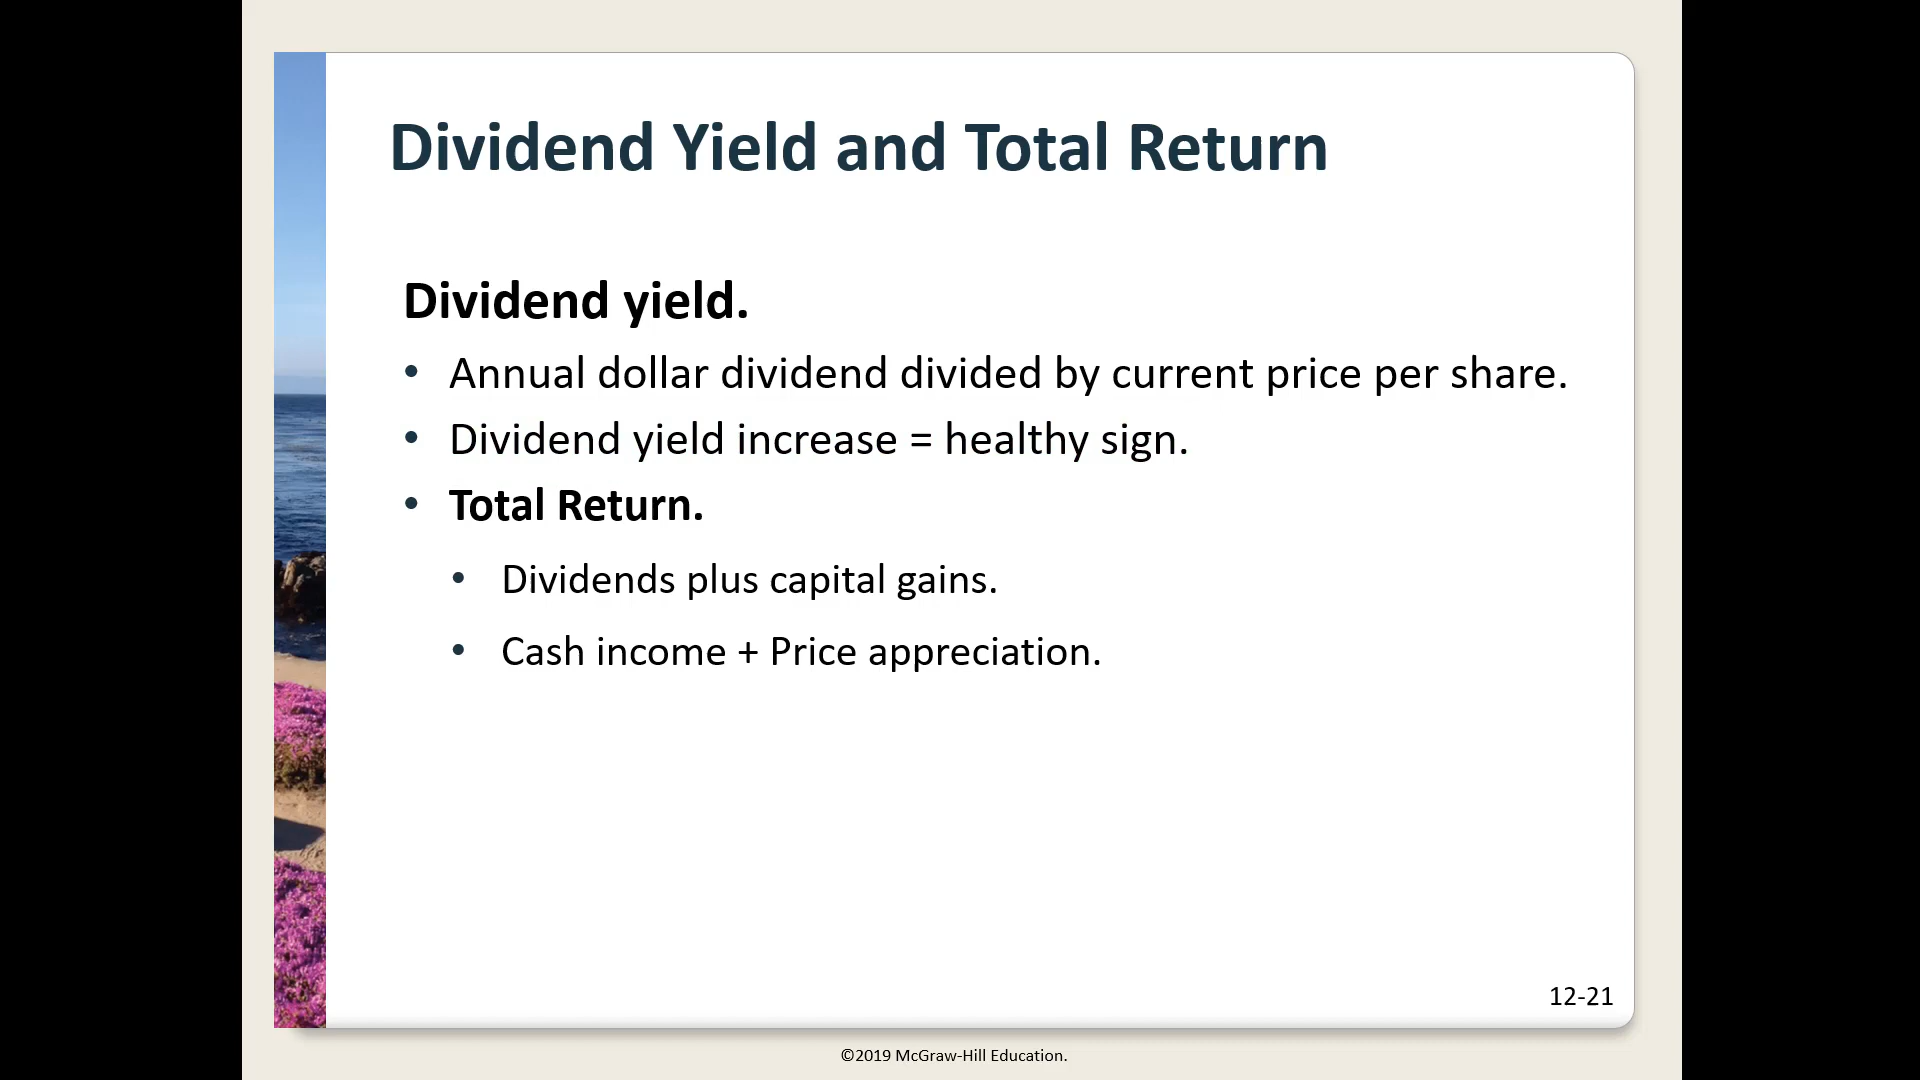 Dividend Yield and Total Return
Dividend yield.
• Annual dollar dividend divided by current price per share.
• Dividend yield increase = healthy sign.
• Total Return.
• Dividends plus capital gains.
• Cash income + Price appreciation.
12-21
©2019 McGraw-Hill Education.